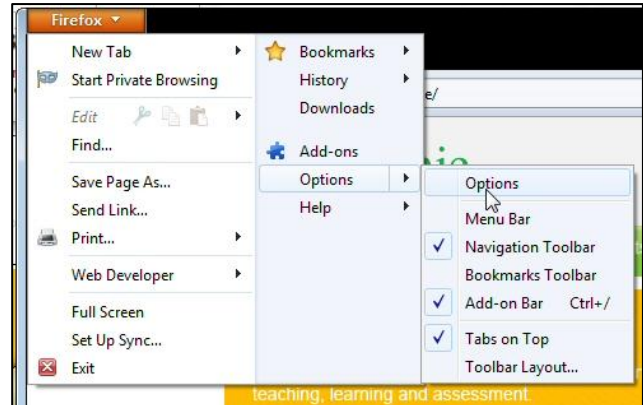 Firefox
New Tab
Start Private Browsing
Edit
Find...
Save Page As...
Send Link...
Print...
Web Developer
Full Screen
Set Up Sync...
Exit
Bookmarks
History
Downloads
Add-ons
Options
Help
Options
Menu Bar
Navigation Toolbar
Bookmarks Toolbar
Add-on Bar Ctrl+/
Tabs on Top
Toolbar Layout...
e/
teaching, learning and assessment.